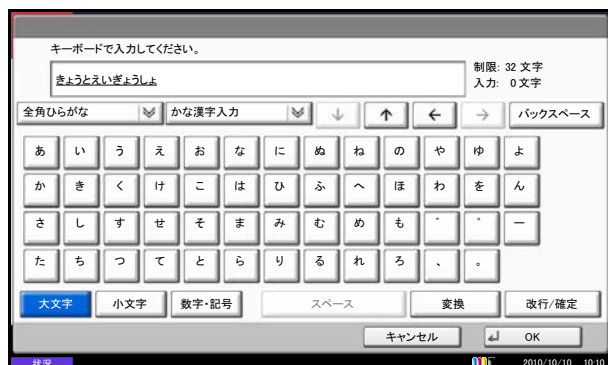 キーボードで入力してください。
きょうとえいぎょうしょ
制限: 32 文字
入力: 0 文字
全角ひらがな かな漢字入力 ↓ ↑ ← → バックスペース
あ い う え お な に ぬ ね の や ゆ よ
か き く け こ は ひ ふ へ ほ わ を ん
さ し す せ そ ま み む め も ゛ ゜ ー
た ち つ て と ら り る れ ろ 、 。
大文字 小文字 数字・記号 スペース 変換 改行/確定
キャンセル OK
状況 2010/10/10 10:10